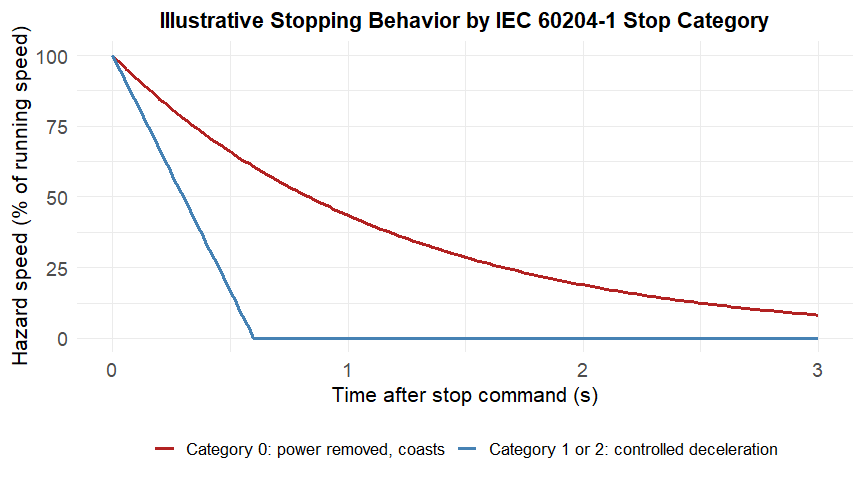 Illustrative Stopping Behavior by IEC 60204-1 Stop Category
Hazard speed (% of running speed)
100
75
50
25
0
0 1 2 3
Time after stop command (s)
Category 0: power removed, coasts Category 1 or 2: controlled deceleration